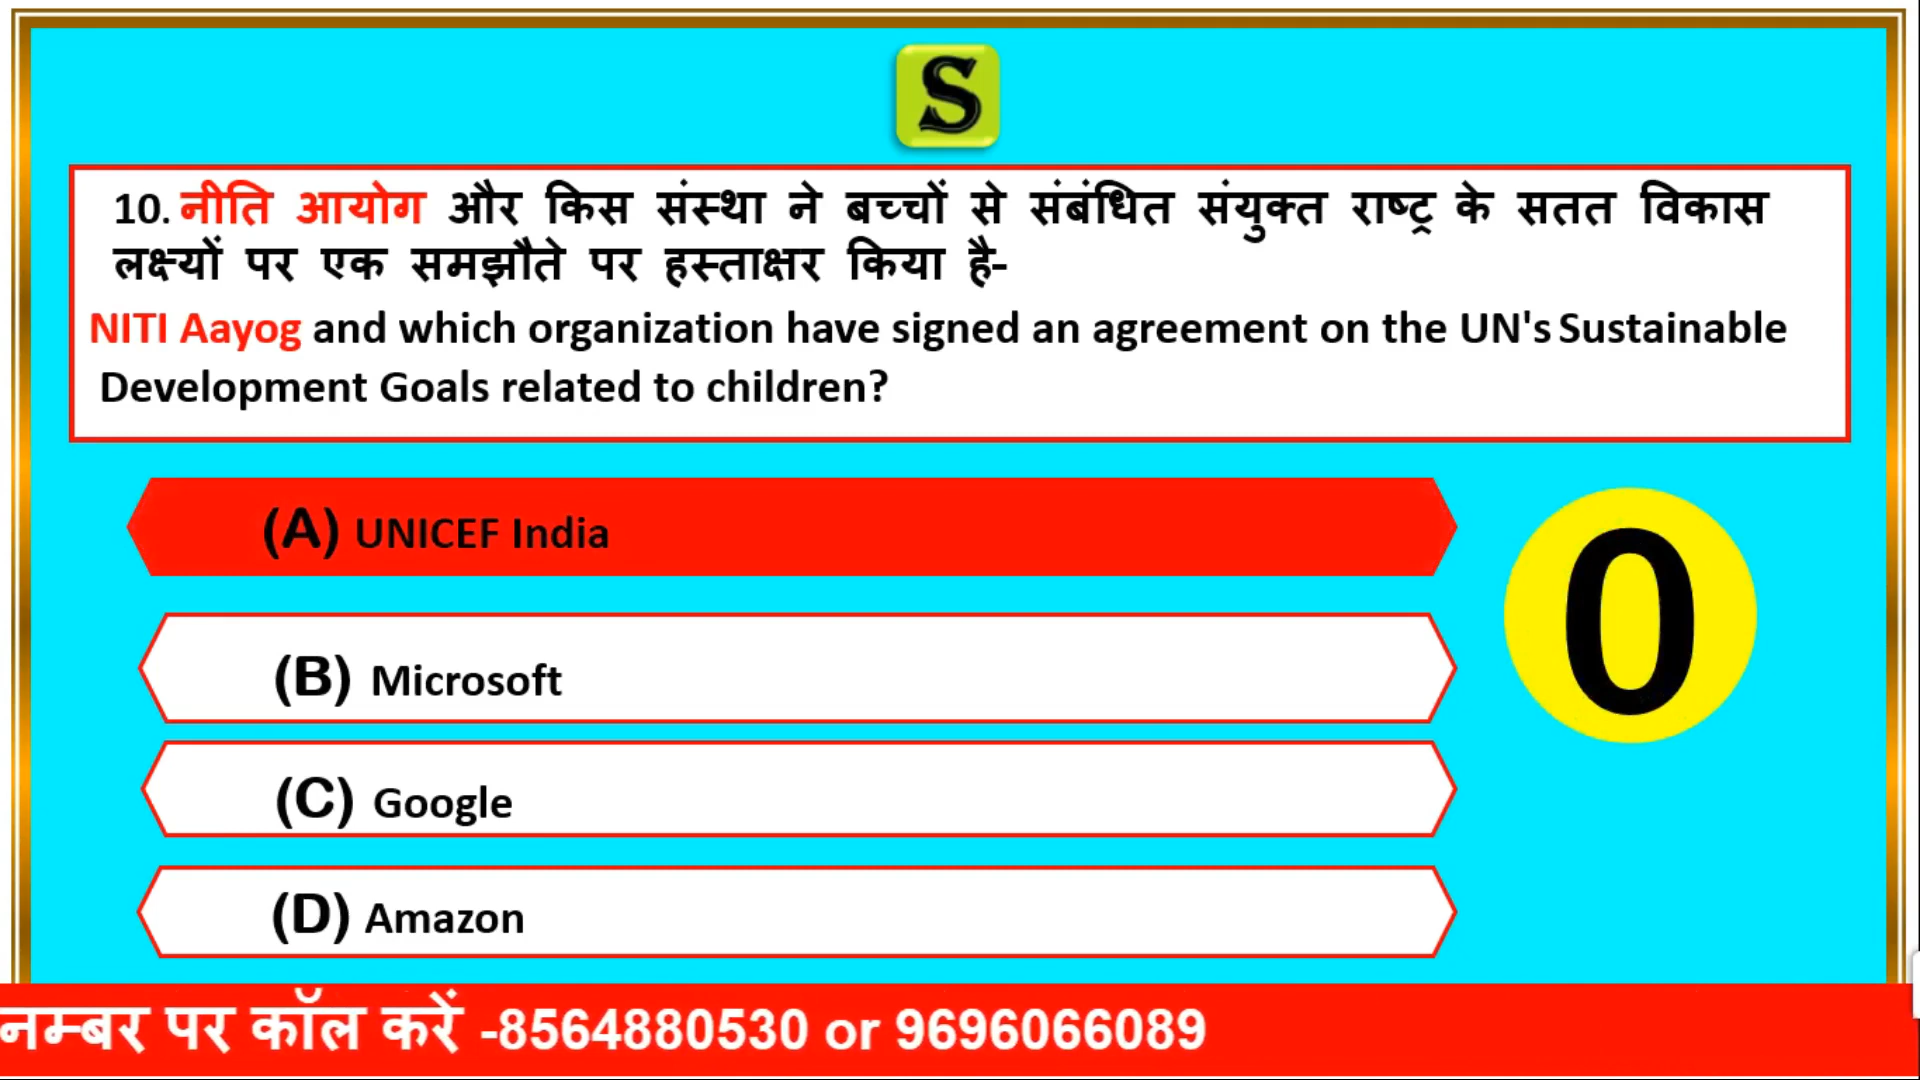 S
10. नीति आयोग और किस संस्था ने बच्चों से संबंधित संयुक्त राष्ट्र के सतत विकास
लक्ष्यों पर एक समझौते पर हस्ताक्षर किया है-
NITI Aayog and which organization have signed an agreement on the UN's Sustainable
Development Goals related to children?
(A) UNICEF India
0
(B) Microsoft
(C) Google
(D) Amazon
नम्बर पर कॉल करें -8564880530 or 9696066089